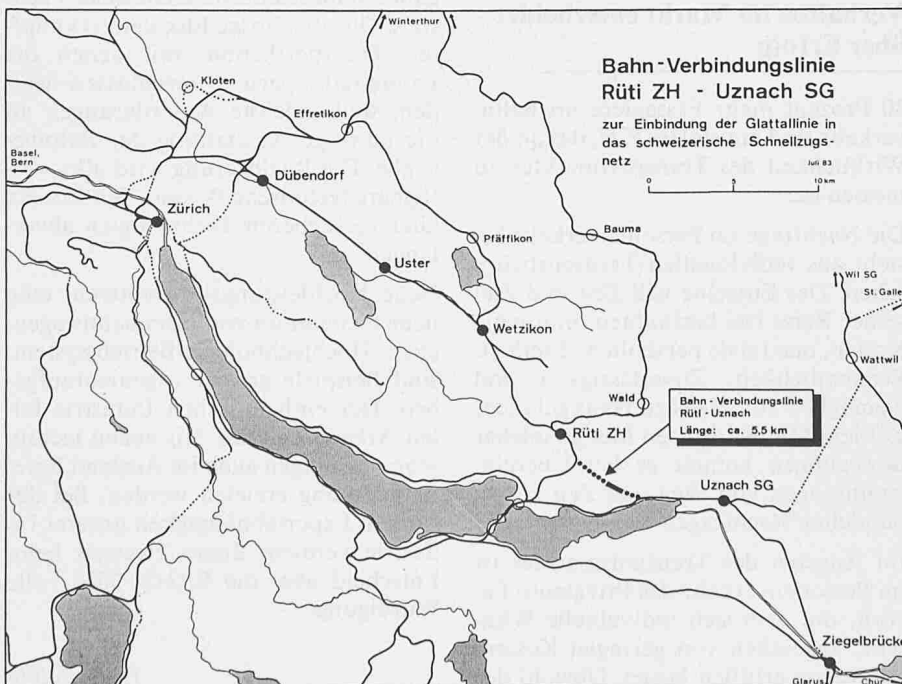 Winterthur
Bahn-Verbindungslinie
Rüti ZH - Uznach SG
zur Einbindung der Glattallinie in
das schweizerische Schnellzugs-
netz
Juli 83
0 5 10 km
Kloten
Effretikon
Basel,
Bern
Dübendorf
Zürich
Uster
Pfäffikon
Bauma
Wetzikon
Wil SG
Wattwil
Wald
Rüti ZH
Bahn-Verbindungslinie
Rüti-Uznach
Länge: ca. 5,5 km
Uznach SG
Ziegelbrücke
Glarus
Chur